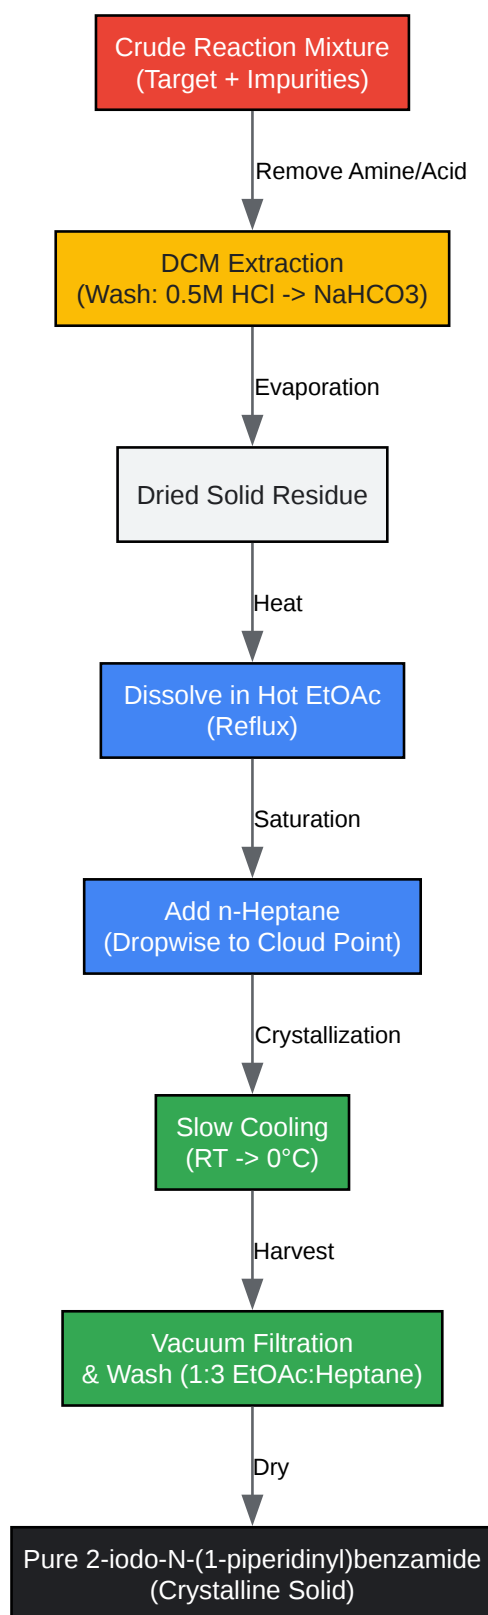 Crude Reaction Mixture
(Target + Impurities)
Remove Amine/Acid
DCM Extraction
(Wash: 0.5M HCl -> NaHCO3)
Evaporation
Dried Solid Residue
Heat
Dissolve in Hot EtOAc
(Reflux)
Saturation
Add n-Heptane
(Dropwise to Cloud Point)
Crystallization
Slow Cooling
(RT -> 0°C)
Harvest
Vacuum Filtration
& Wash (1:3 EtOAc:Heptane)
Dry
Pure 2-iodo-N-(1-piperidinyl)benzamide
(Crystalline Solid)